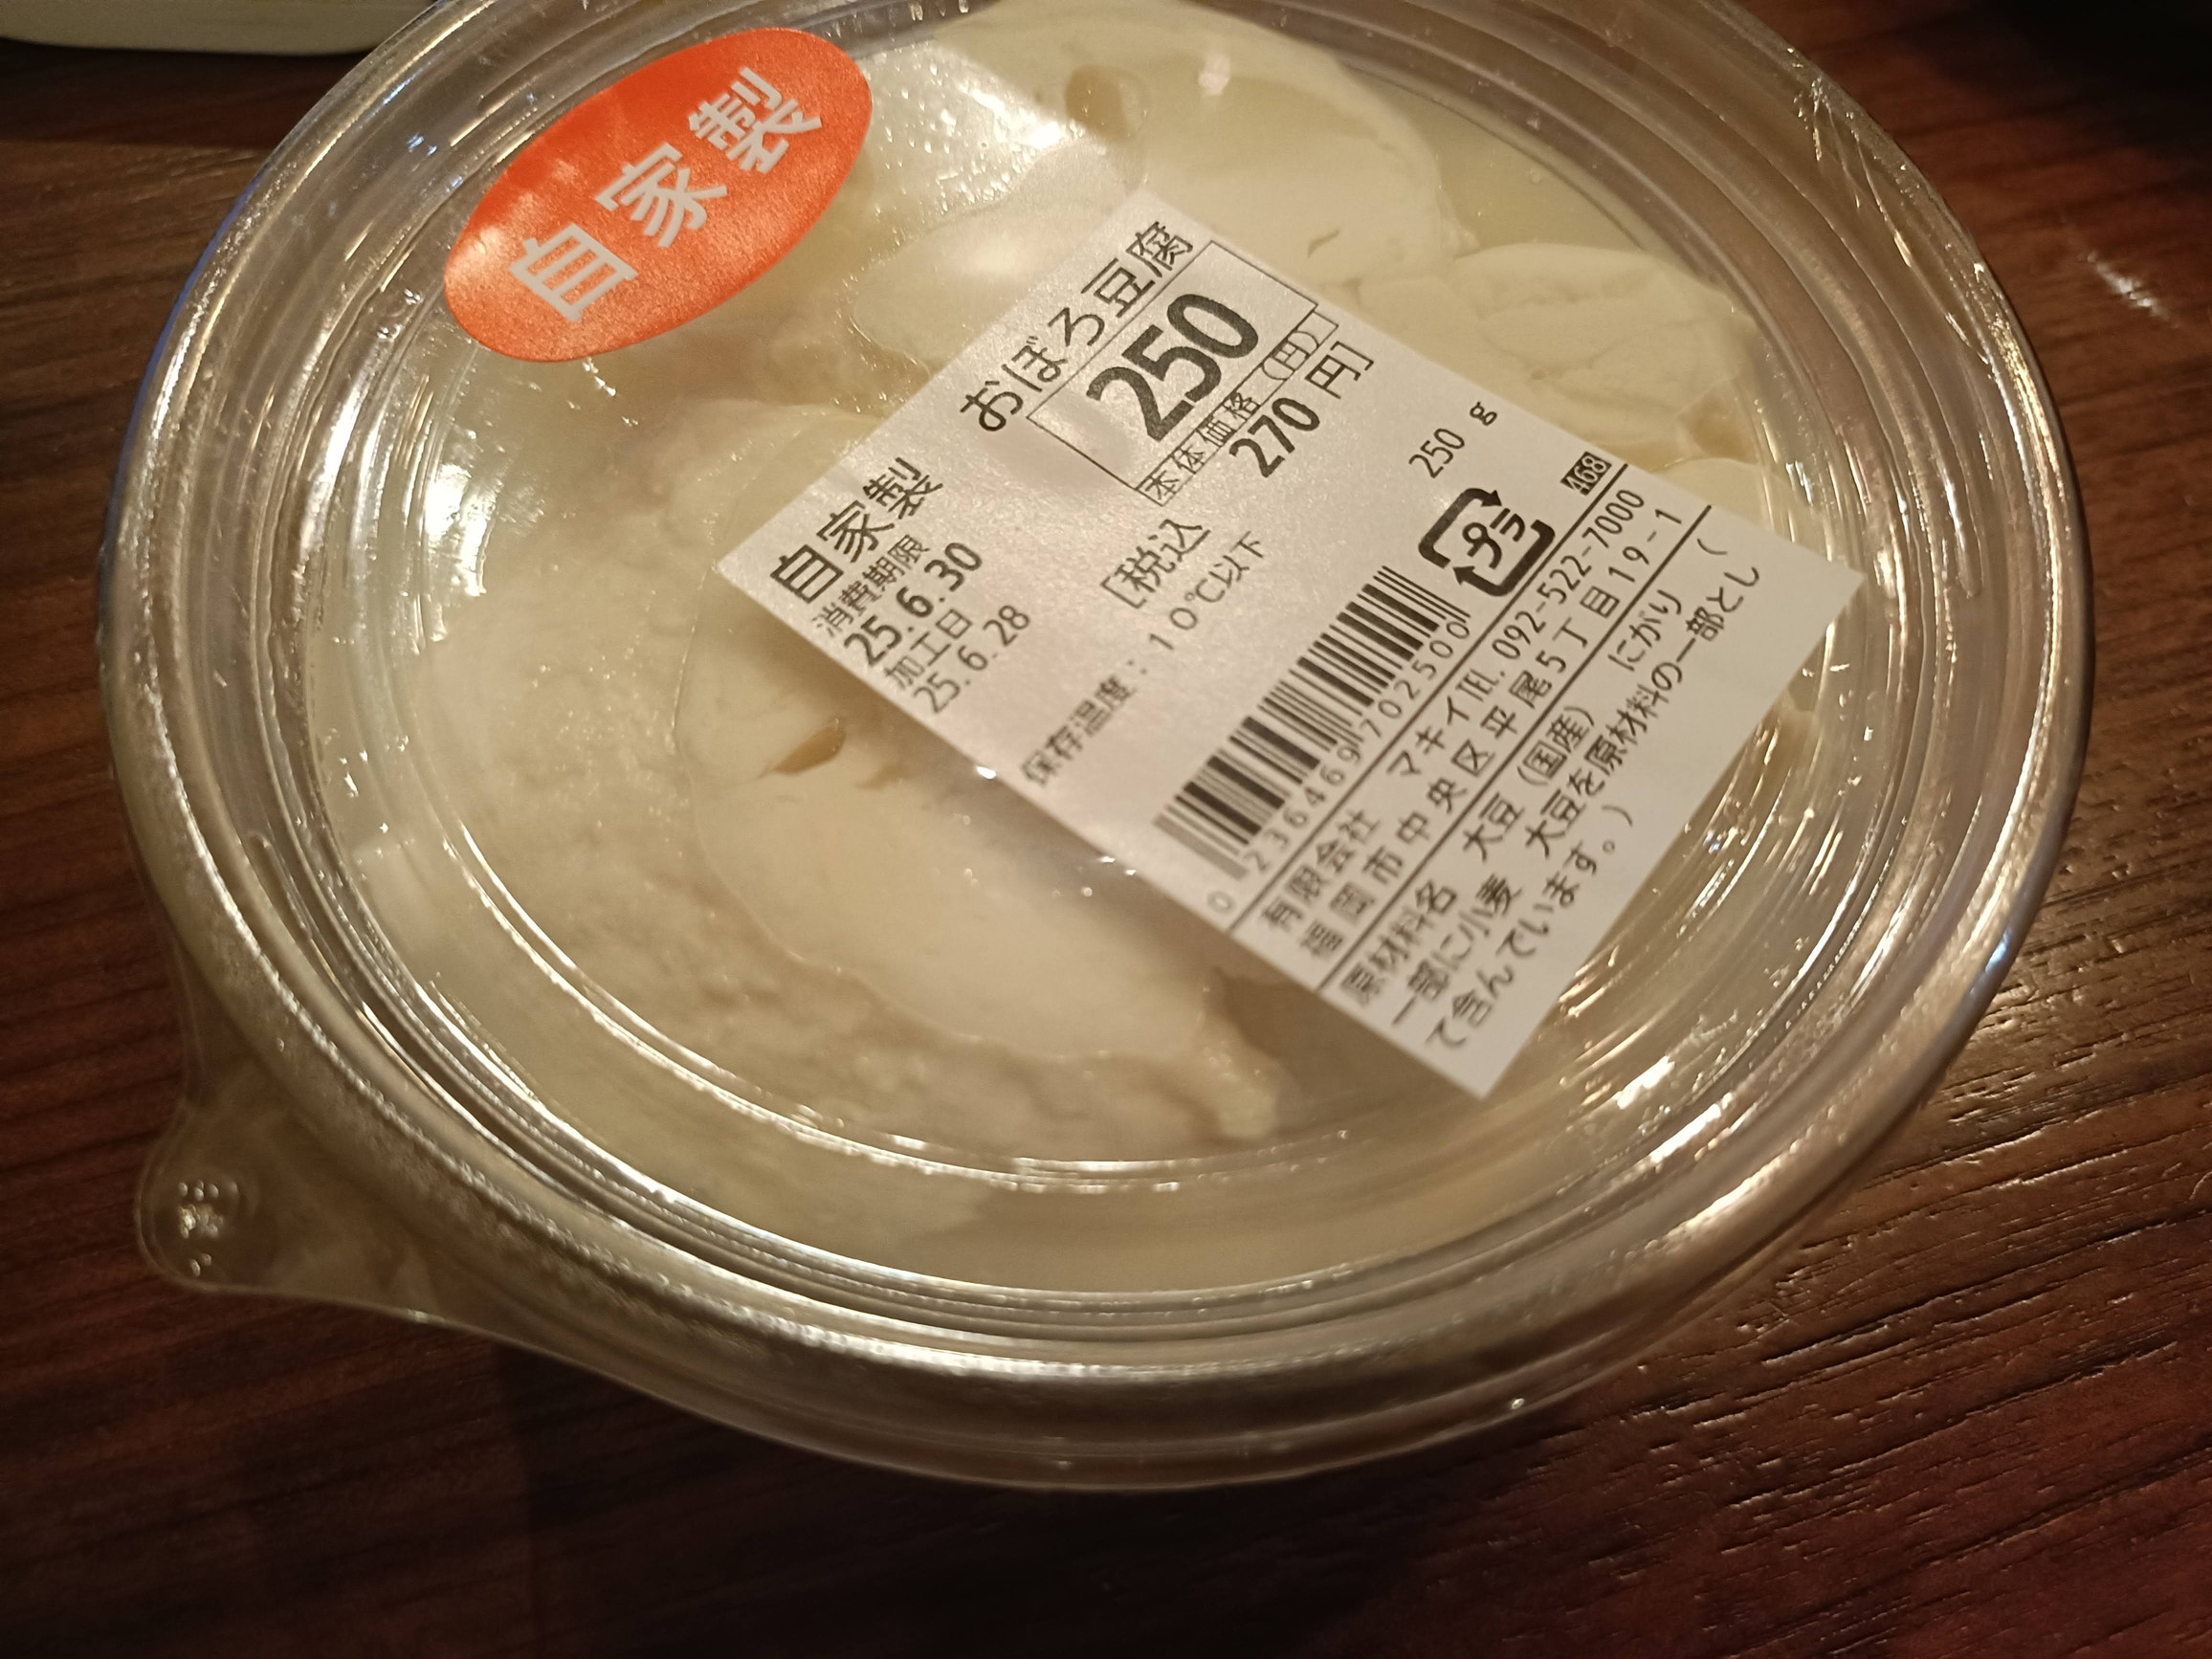 自家製
自家製
おぼろ豆腐
消費期限
25.6.30
加工日
25.6.28
250
本体価格(円)
[税込 270円]
保存温度：10℃以下
250 g
プラ
0 236469 702500
468
有限会社 マキイ TEL.092-522-7000
福岡市中央区平尾5丁目19-1
原材料名 大豆(国産) にがり (
一部に小麦 大豆を原材料の一部とし
て含んでいます。)